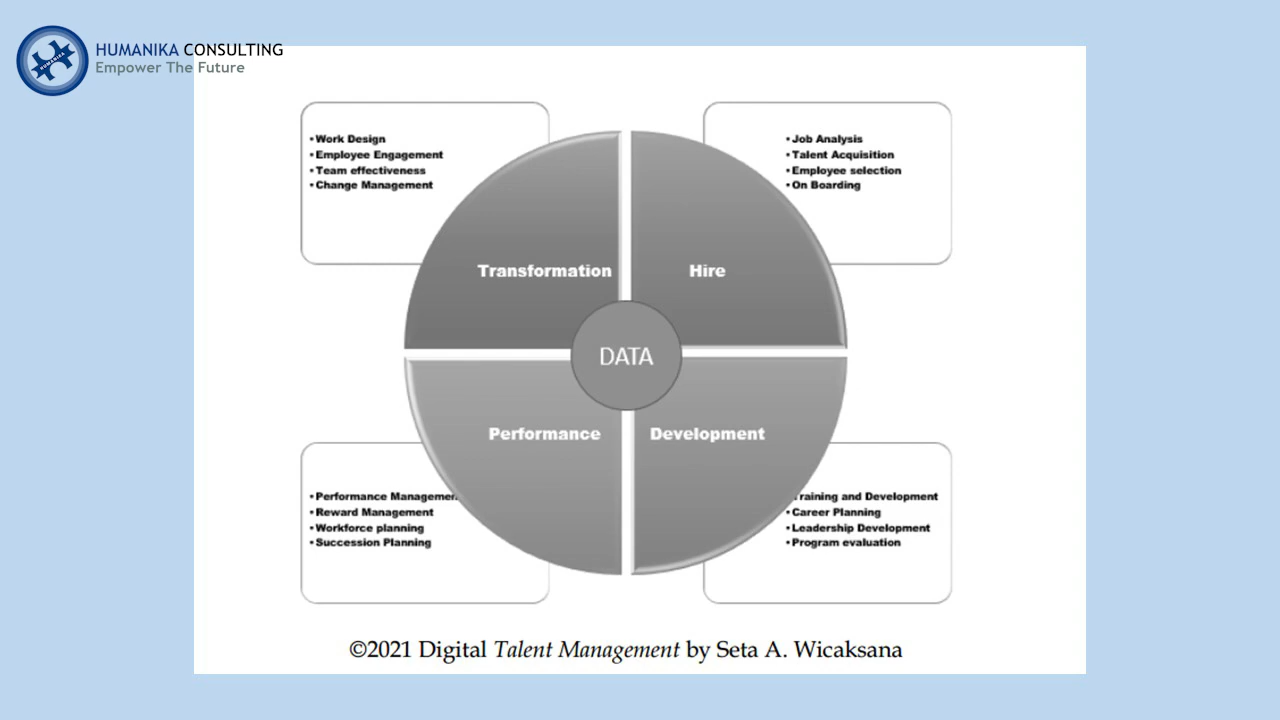 HUMANIKA CONSULTING
Empower The Future
HUMANIKA
• Work Design
• Employee Engagement
• Team effectiveness
• Change Management
• Job Analysis
• Talent Acquisition
• Employee selection
• On Boarding
Transformation
Hire
DATA
Performance
Development
• Performance Managemen
• Reward Management
• Workforce planning
• Succession Planning
raining and Development
• Career Planning
• Leadership Development
• Program evaluation
©2021 Digital Talent Management by Seta A. Wicaksana